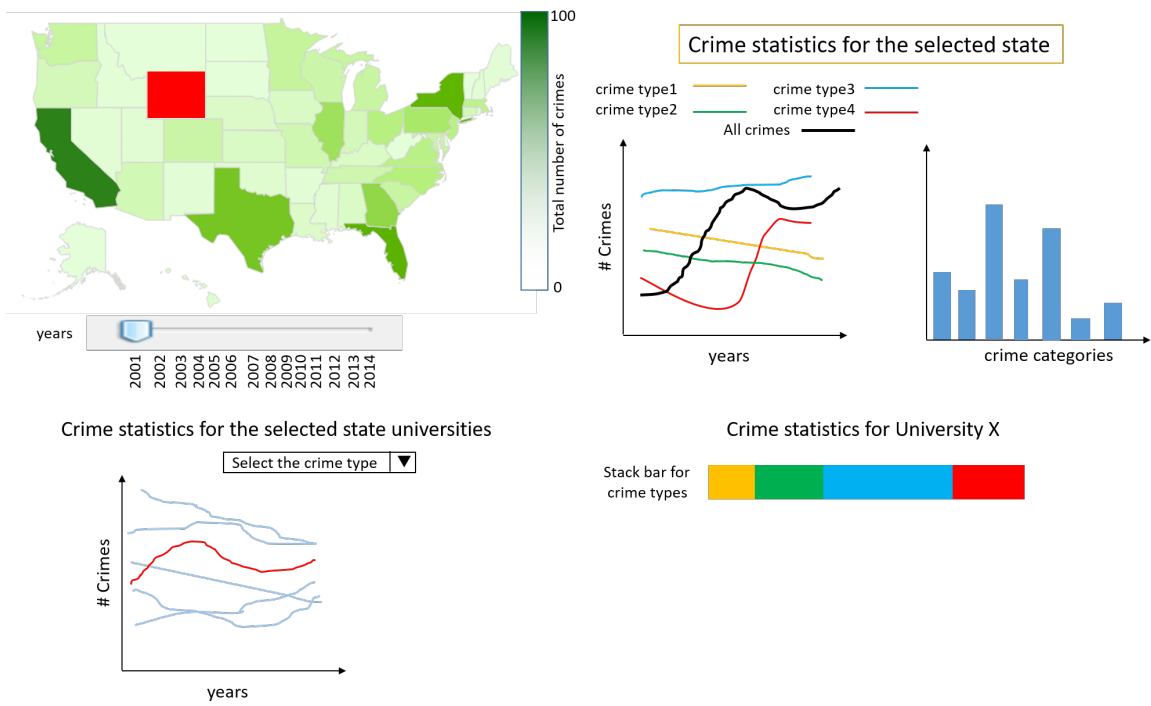 100
Total number of crimes
0
years
2001
2002
2003
2004
2005
2006
2007
2008
2009
2010
2011
2012
2013
2014
Crime statistics for the selected state
crime type1
crime type3
crime type2
crime type4
All crimes
# Crimes
years
crime categories
Crime statistics for the selected state universities
Select the crime type
# Crimes
years
Crime statistics for University X
Stack bar for
crime types